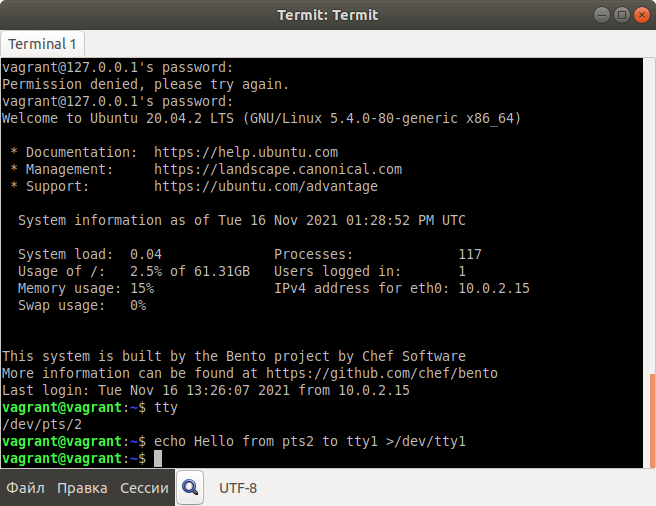 Termit: Termit
Terminal 1
vagrant@127.0.0.1's password:
Permission denied, please try again.
vagrant@127.0.0.1's password:
Welcome to Ubuntu 20.04.2 LTS (GNU/Linux 5.4.0-80-generic x86_64)
* Documentation:  https://help.ubuntu.com
* Management:     https://landscape.canonical.com
* Support:        https://ubuntu.com/advantage
System information as of Tue 16 Nov 2021 01:28:52 PM UTC
System load:  0.04              Processes:             117
Usage of /:   2.5% of 61.31GB   Users logged in:       1
Memory usage: 15%               IPv4 address for eth0: 10.0.2.15
Swap usage:   0%
This system is built by the Bento project by Chef Software
More information can be found at https://github.com/chef/bento
Last login: Tue Nov 16 13:26:07 2021 from 10.0.2.15
vagrant@vagrant:~$ tty
/dev/pts/2
vagrant@vagrant:~$ echo Hello from pts2 to tty1 >/dev/tty1
vagrant@vagrant:~$
Файл Правка Сессии UTF-8